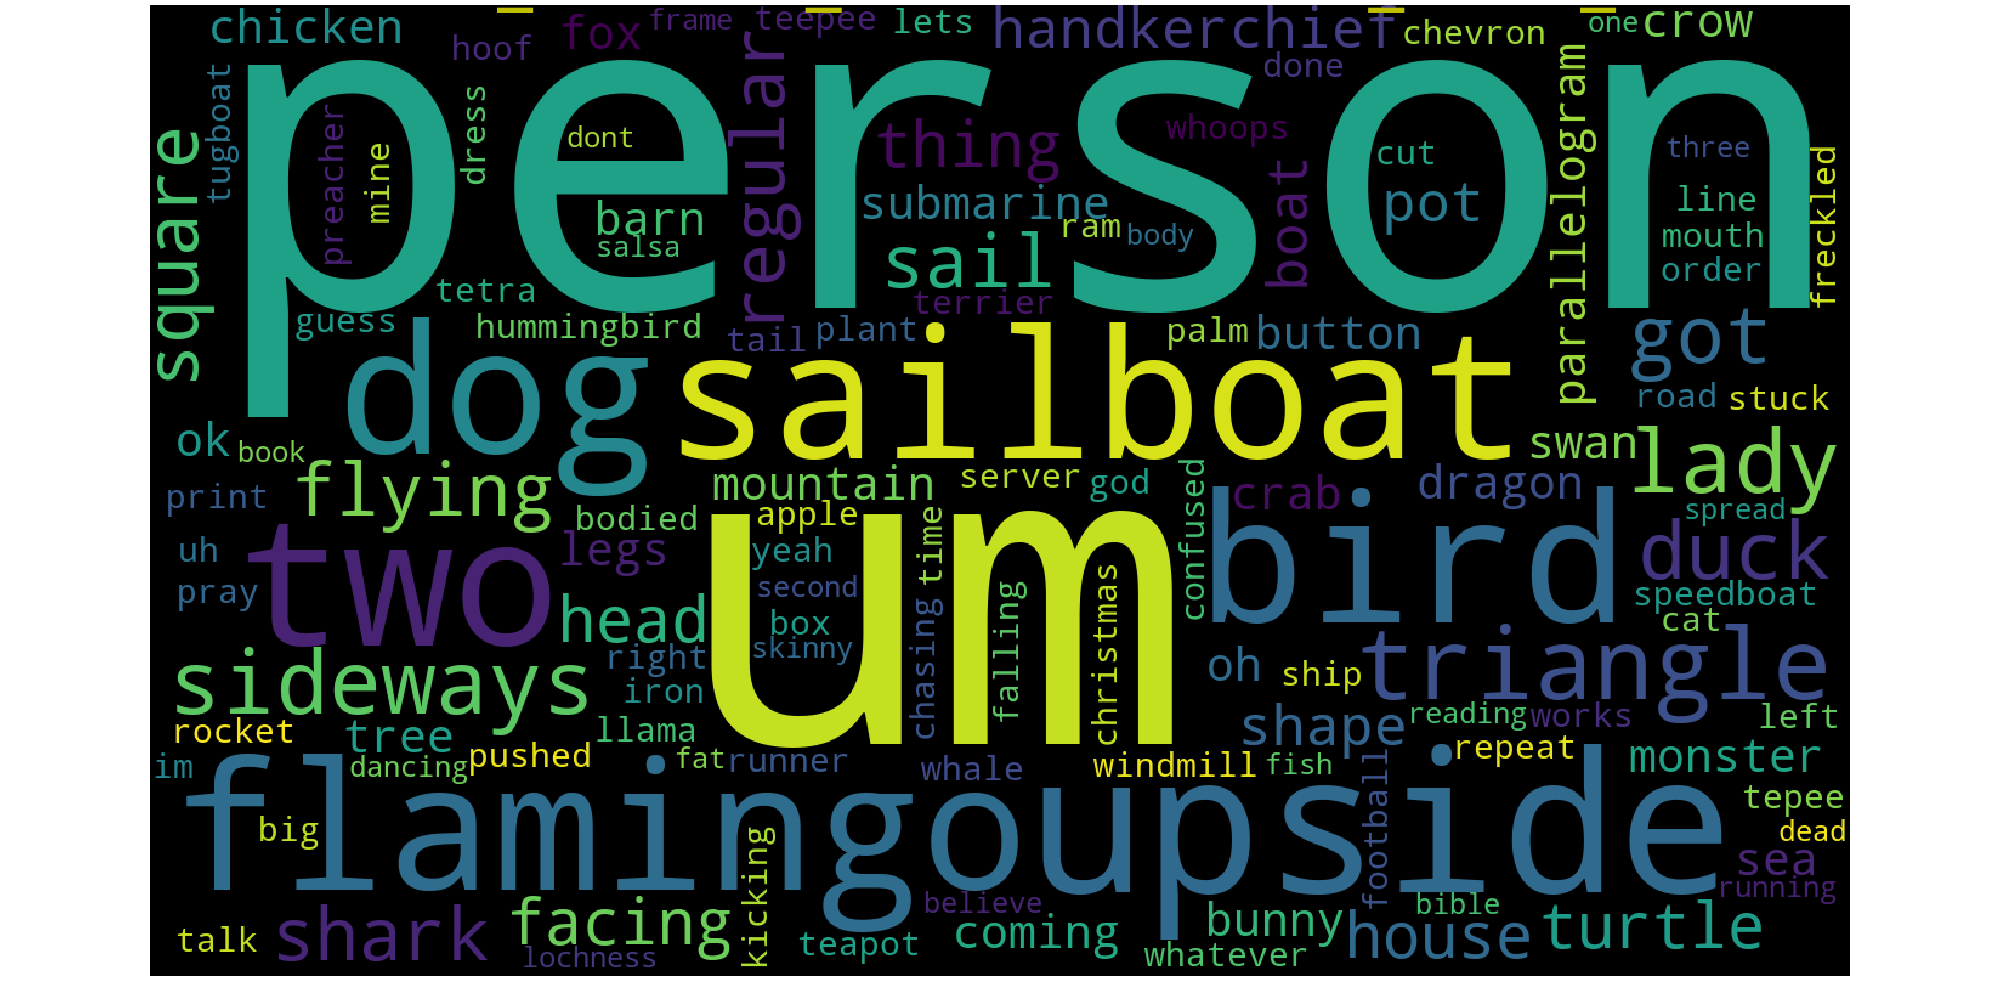 chicken
hoof
fox
frame
teepee
lets
handkerchief
chevron
one
crow
done
person
tugboat
preacher
mine
dress
dont
regular
thing
whoops
boat
cut
parallelogram
three
freckled
square
barn
salsa
submarine
ram
body
pot
line
mouth
order
sail
tetra
terrier
guess
hummingbird
tail
plant
palm
button
got
dog
sailboat
road
stuck
ok
book
swan
lady
print
flying
mountain
server
god
crab
dragon
spread
bodied
apple
time
confused
um
bird
duck
uh
two
legs
yeah
pray
second
head
box
skinny
chasing
falling
christmas
speedboat
cat
sideways
right
iron
oh
ship
triangle
rocket
tree
llama
shape
reading
works
left
im
dancing
pushed
fat
runner
whale
windmill
fish
football
repeat
monster
flamingo
upside
tepee
dead
big
kicking
sea
running
believe
bible
talk
shark
facing
lochness
teapot
coming
bunny
whatever
house
turtle